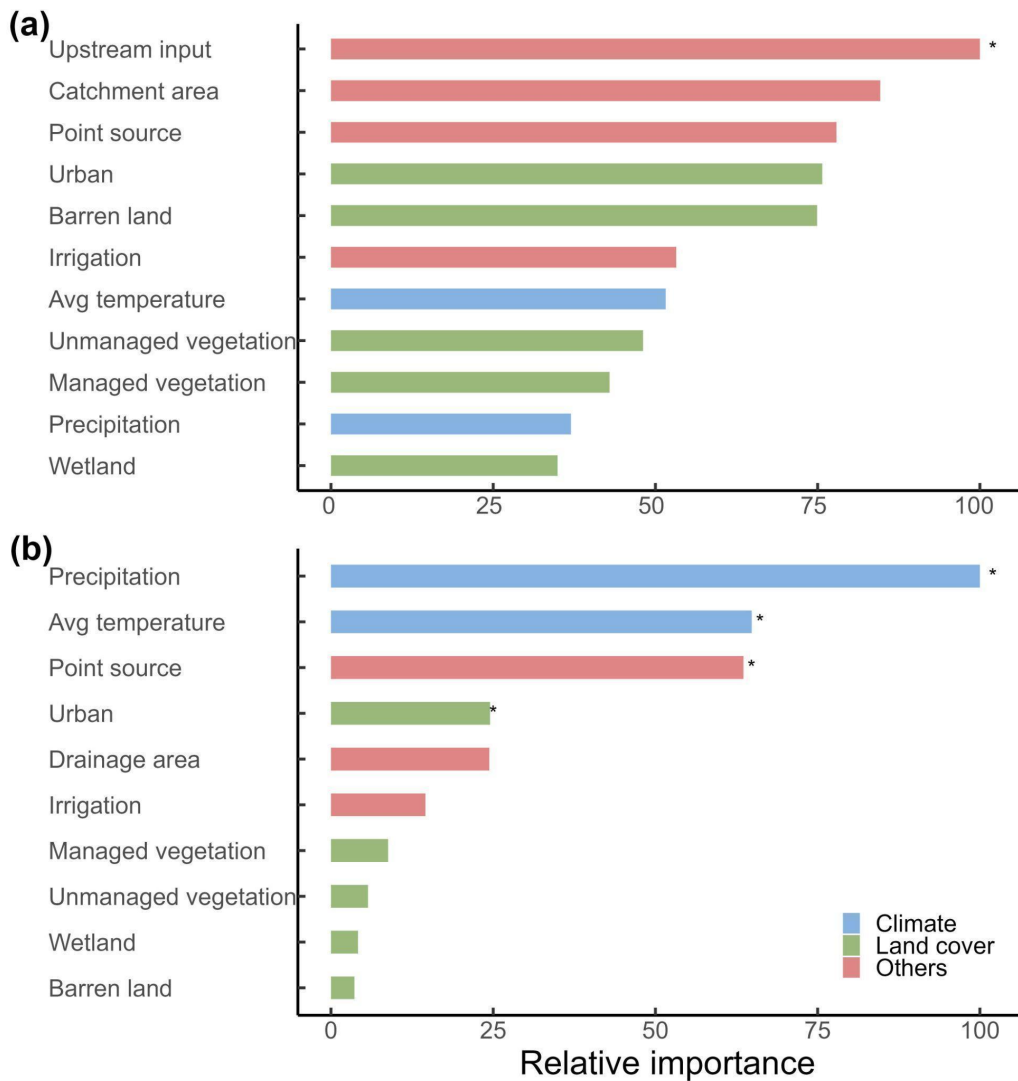 (a)
Upstream input *
Catchment area
Point source
Urban
Barren land
Irrigation
Avg temperature
Unmanaged vegetation
Managed vegetation
Precipitation
Wetland
0 25 50 75 100
(b)
Precipitation *
Avg temperature *
Point source *
Urban *
Drainage area
Irrigation
Managed vegetation
Unmanaged vegetation
Wetland
Barren land
Climate
Land cover
Others
0 25 50 75 100
Relative importance